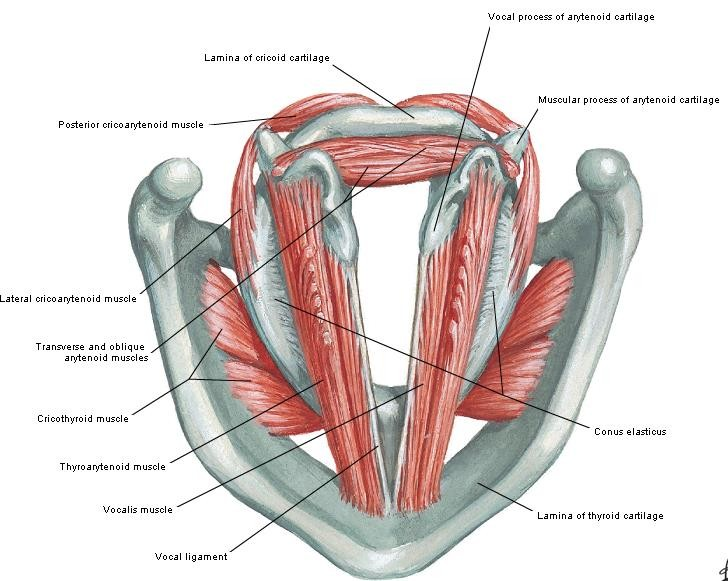 Vocal process of arytenoid cartilage
Lamina of cricoid cartilage
Muscular process of arytenoid cartilage
Posterior cricoarytenoid muscle
Lateral cricoarytenoid muscle
Transverse and oblique
arytenoid muscles
Cricothyroid muscle
Conus elasticus
Thyroarytenoid muscle
Vocalis muscle
Lamina of thyroid cartilage
Vocal ligament